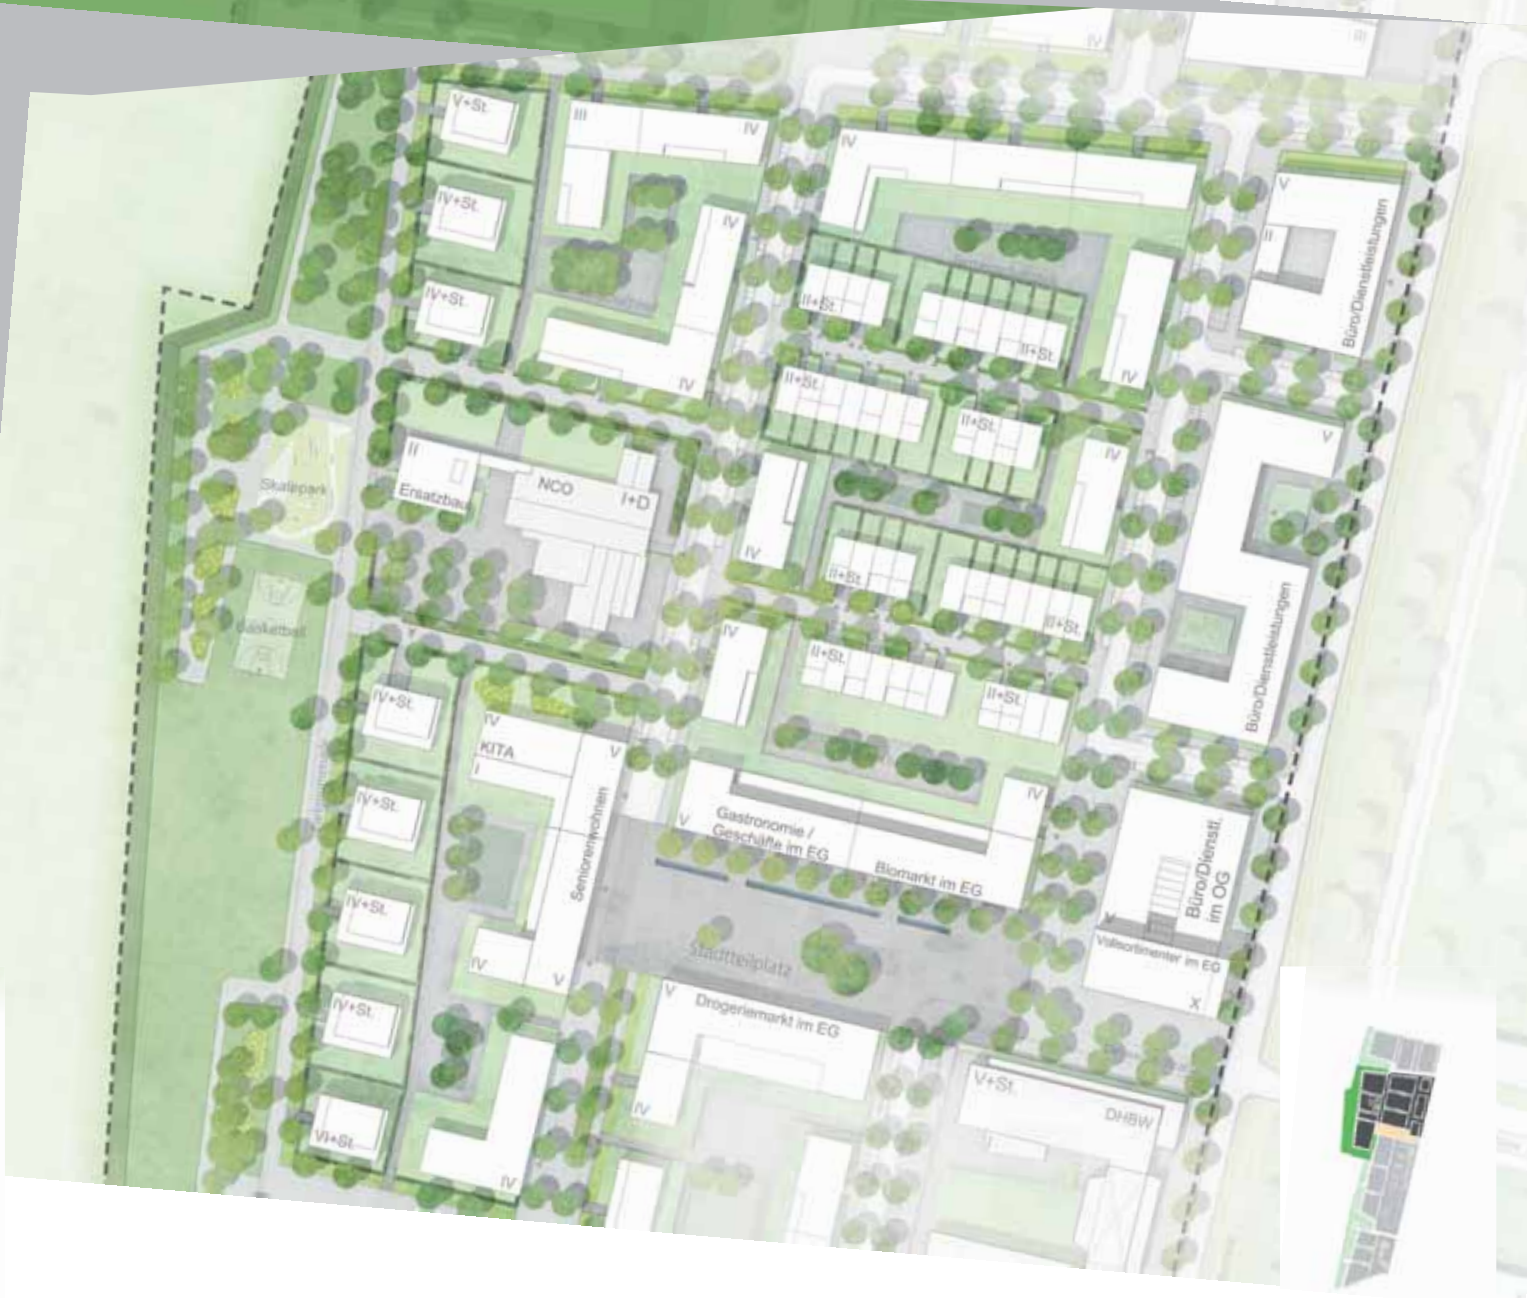 IV
III
V+St.
III
IV
IV
V
IV+St.
IV
II
Büro/Dienstleistungen
IV+St.
II+St.
II+St.
IV
IV
II+St.
II+St.
V
IV
II
Skatepark
Ersatzbau
NCO
I+D
IV
II+St.
II+St.
Basketball
IV
II+St.
II+St.
Büro/Dienstleistungen
IV+St.
IV
KITA
I
V
Seniorenwohnen
IV+St.
V
Gastronomie /
Geschäfte im EG
IV
Biomarkt im EG
Büro/Dienstl.
im OG
IV+St.
V
Vollsortimenter im EG
X
IV
V
Stadtteilplatz
IV+St.
V
Drogeriemarkt im EG
IV
V+St.
DHBW
I
VI+St.
IV